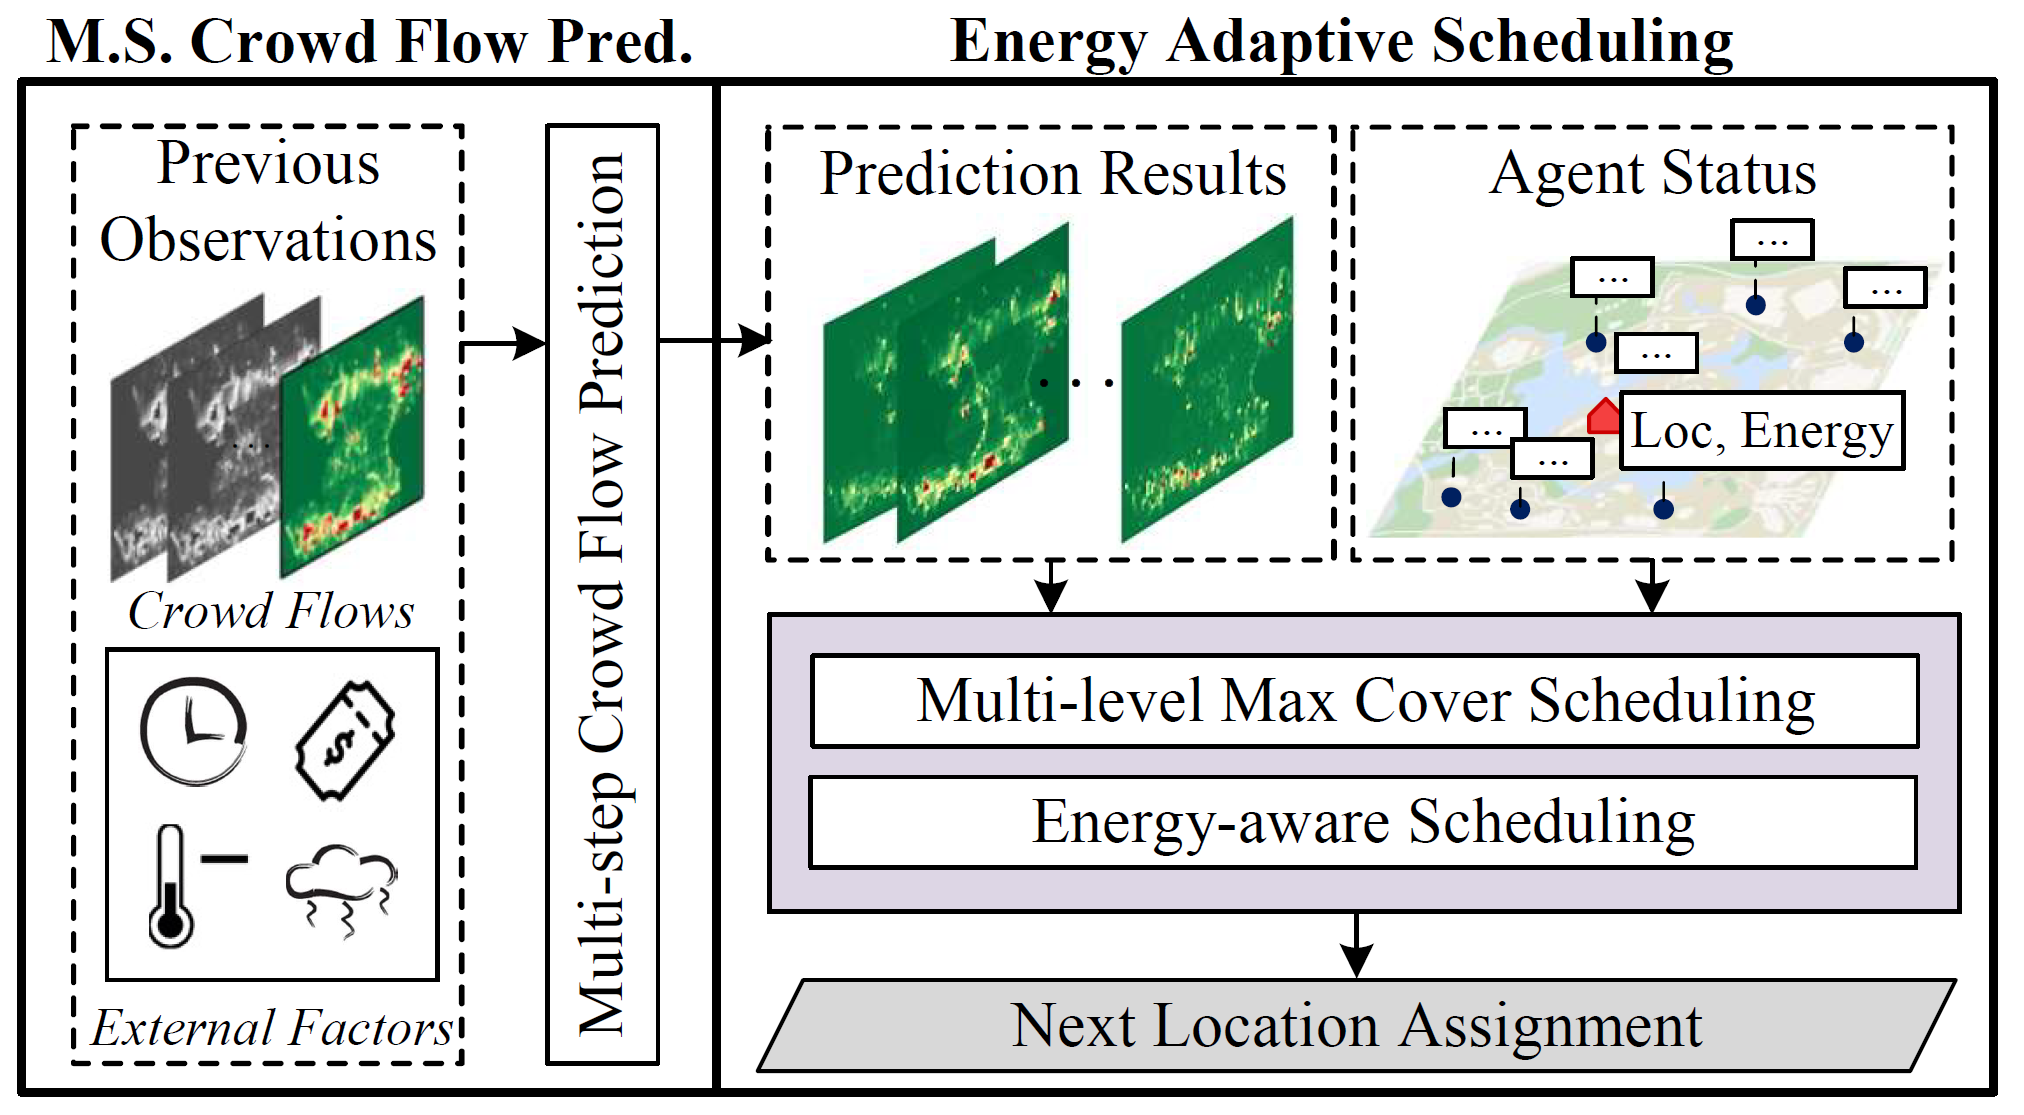 M.S. Crowd Flow Pred.
Energy Adaptive Scheduling
Previous
Observations
...
Crowd Flows
$
External Factors
Multi-step Crowd Flow Prediction
Prediction Results
...
Agent Status
...
...
...
...
...
...
Loc, Energy
Multi-level Max Cover Scheduling
Energy-aware Scheduling
Next Location Assignment